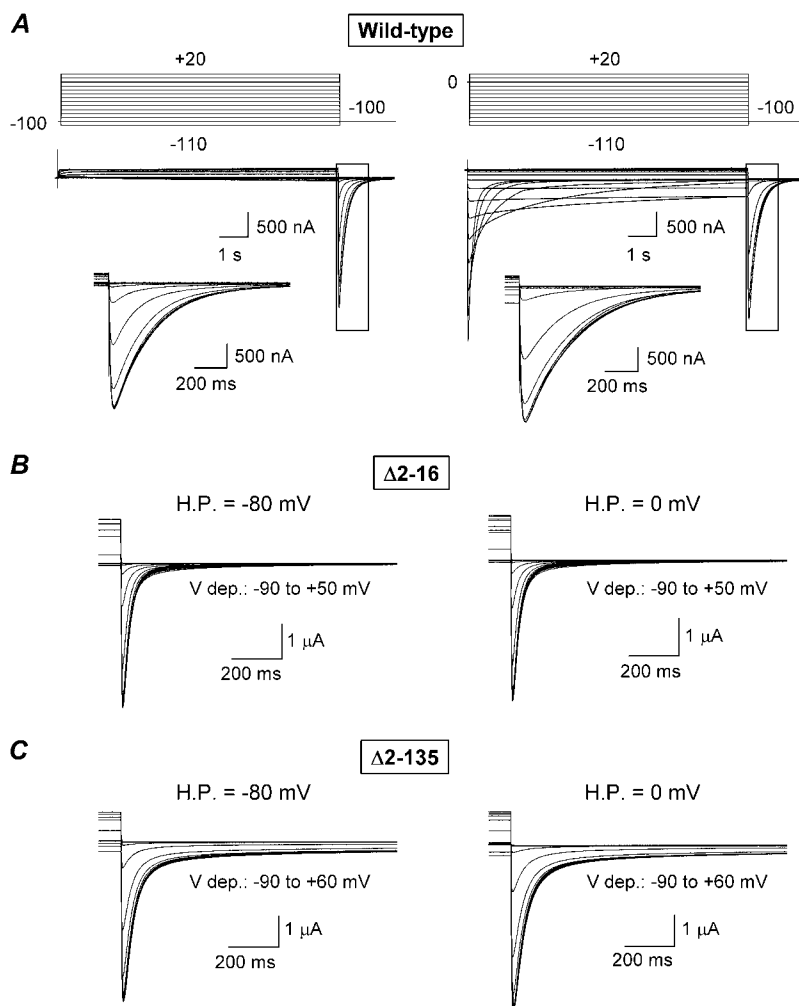 A
Wild-type
+20
-100
-100
-110
500 nA
1 s
500 nA
200 ms
+20
0
-100
-110
500 nA
1 s
500 nA
200 ms
B
Δ2-16
H.P. = -80 mV
V dep.: -90 to +50 mV
1 μA
200 ms
H.P. = 0 mV
V dep.: -90 to +50 mV
1 μA
200 ms
C
Δ2-135
H.P. = -80 mV
V dep.: -90 to +60 mV
1 μA
200 ms
H.P. = 0 mV
V dep.: -90 to +60 mV
1 μA
200 ms